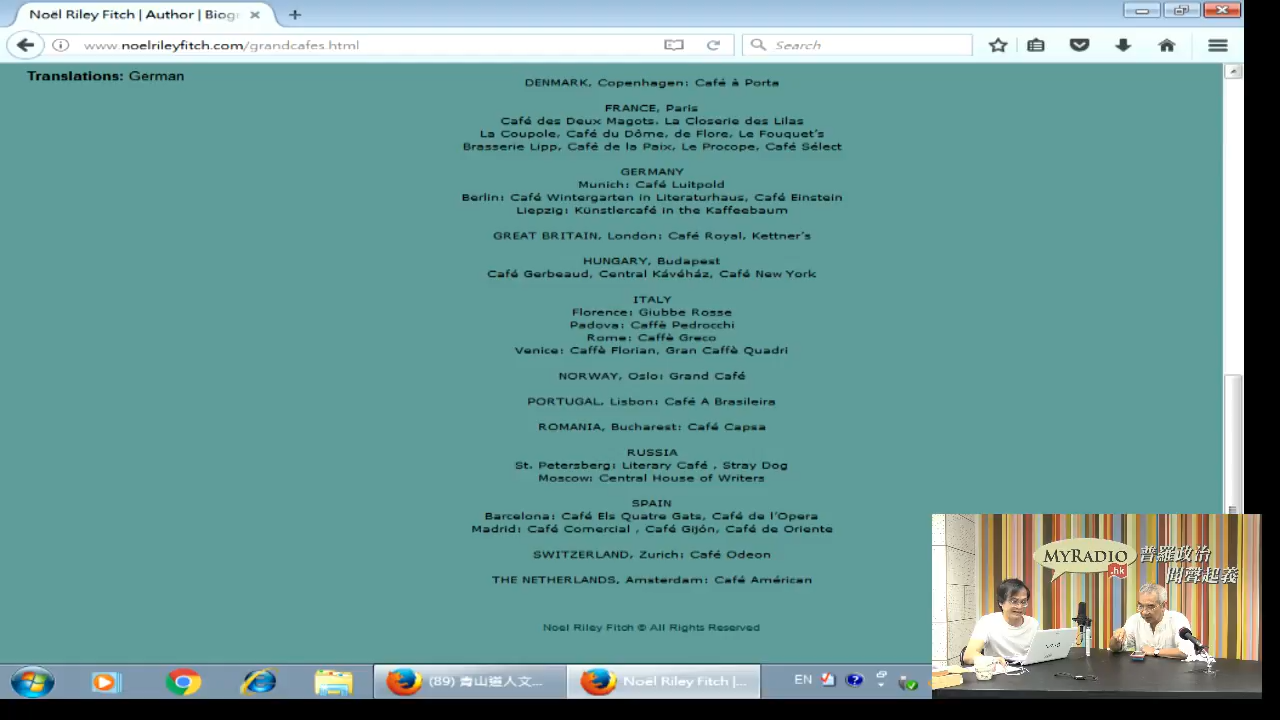 Noël Riley Fitch | Author | Biog
www.noelrileyfitch.com/grandcafes.html
Search
Translations: German
DENMARK, Copenhagen: Café à Porta
FRANCE, Paris
Café des Deux Magots, La Closerie des Lilas
La Coupole, Café du Dôme, de Flore, Le Fouquet's
Brasserie Lipp, Café de la Paix, Le Procope, Café Sélect
GERMANY
Munich: Café Luitpold
Berlin: Café Wintergarten in Literaturhaus, Café Einstein
Liepzig: Künstlercafé in the Kaffeebaum
GREAT BRITAIN, London: Café Royal, Kettner's
HUNGARY, Budapest
Café Gerbeaud, Central Kávéház, Café New York
ITALY
Florence: Giubbe Rosse
Padova: Caffè Pedrocchi
Rome: Caffè Greco
Venice: Caffè Florian, Gran Caffè Quadri
NORWAY, Oslo: Grand Café
PORTUGAL, Lisbon: Café A Brasileira
ROMANIA, Bucharest: Café Capsa
RUSSIA
St. Petersberg: Literary Café , Stray Dog
Moscow: Central House of Writers
SPAIN
Barcelona: Café Els Quatre Gats, Café de l'Opera
Madrid: Café Comercial , Café Gijón, Café de Oriente
SWITZERLAND, Zurich: Café Odeon
THE NETHERLANDS, Amsterdam: Café Américan
Noel Riley Fitch © All Rights Reserved
MYRADIO
.hk
普羅政治
聞聲起義
(89) 青山道人文...
Noël Riley Fitch |...
EN